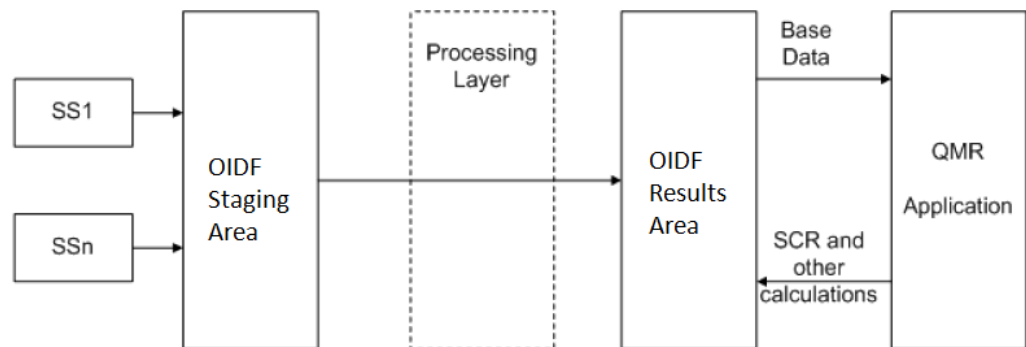 SS1
SSn
OIDF
Staging
Area
Processing
Layer
OIDF
Results
Area
Base
Data
SCR and
other
calculations
QMR
Application